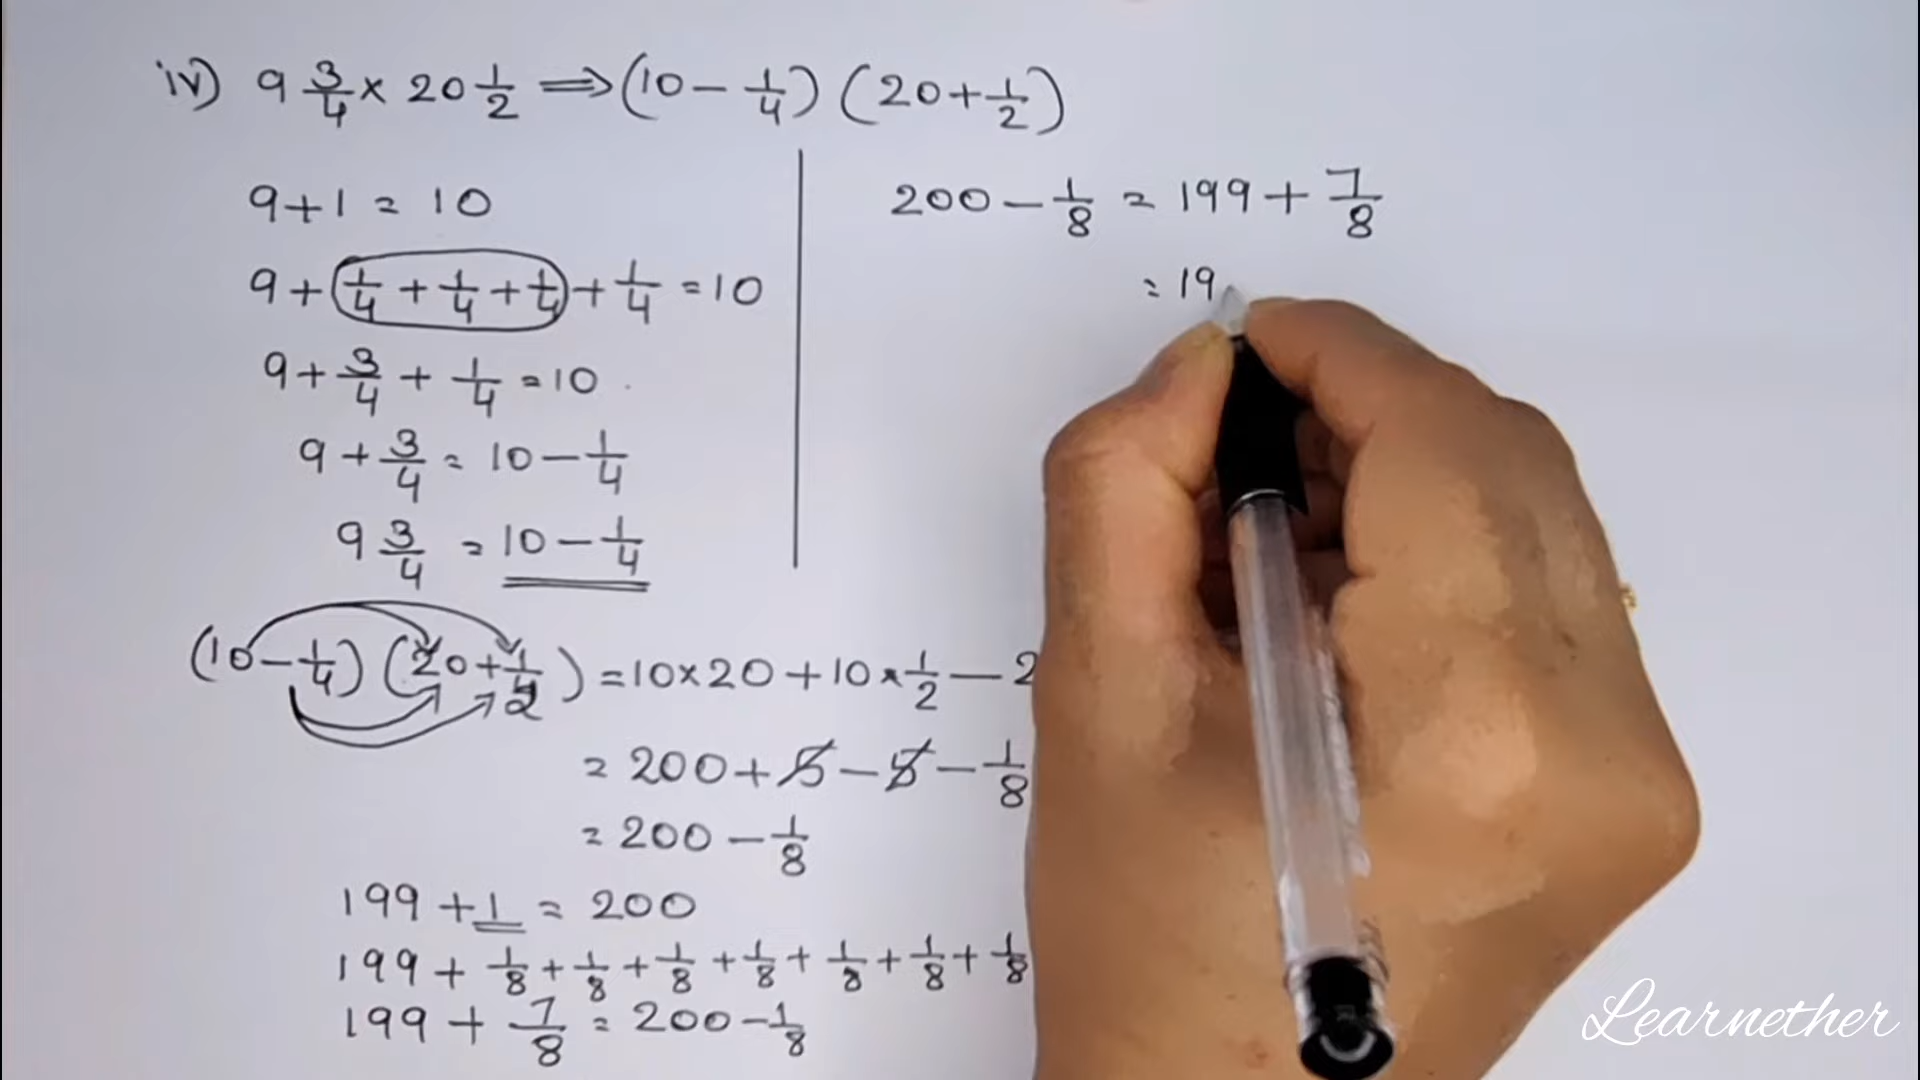 iv) 9 3/4 × 20 1/2 ⟹ (10 − 1/4) (20 + 1/2)
9 + 1 = 10
9 + (1/4 + 1/4 + 1/4) + 1/4 = 10
9 + 3/4 + 1/4 = 10
9 + 3/4 = 10 − 1/4
9 3/4 = 10 − 1/4
200 − 1/8 = 199 + 7/8
= 19
(10 − 1/4) (20 + 1/2) = 10 × 20 + 10 × 1/2 − 2
= 200 + 5 − 5 − 1/8
= 200 − 1/8
199 + 1 = 200
199 + 1/8 + 1/8 + 1/8 + 1/8 + 1/8 + 1/8 + 1/8
199 + 7/8 = 200 − 1/8
Learnether